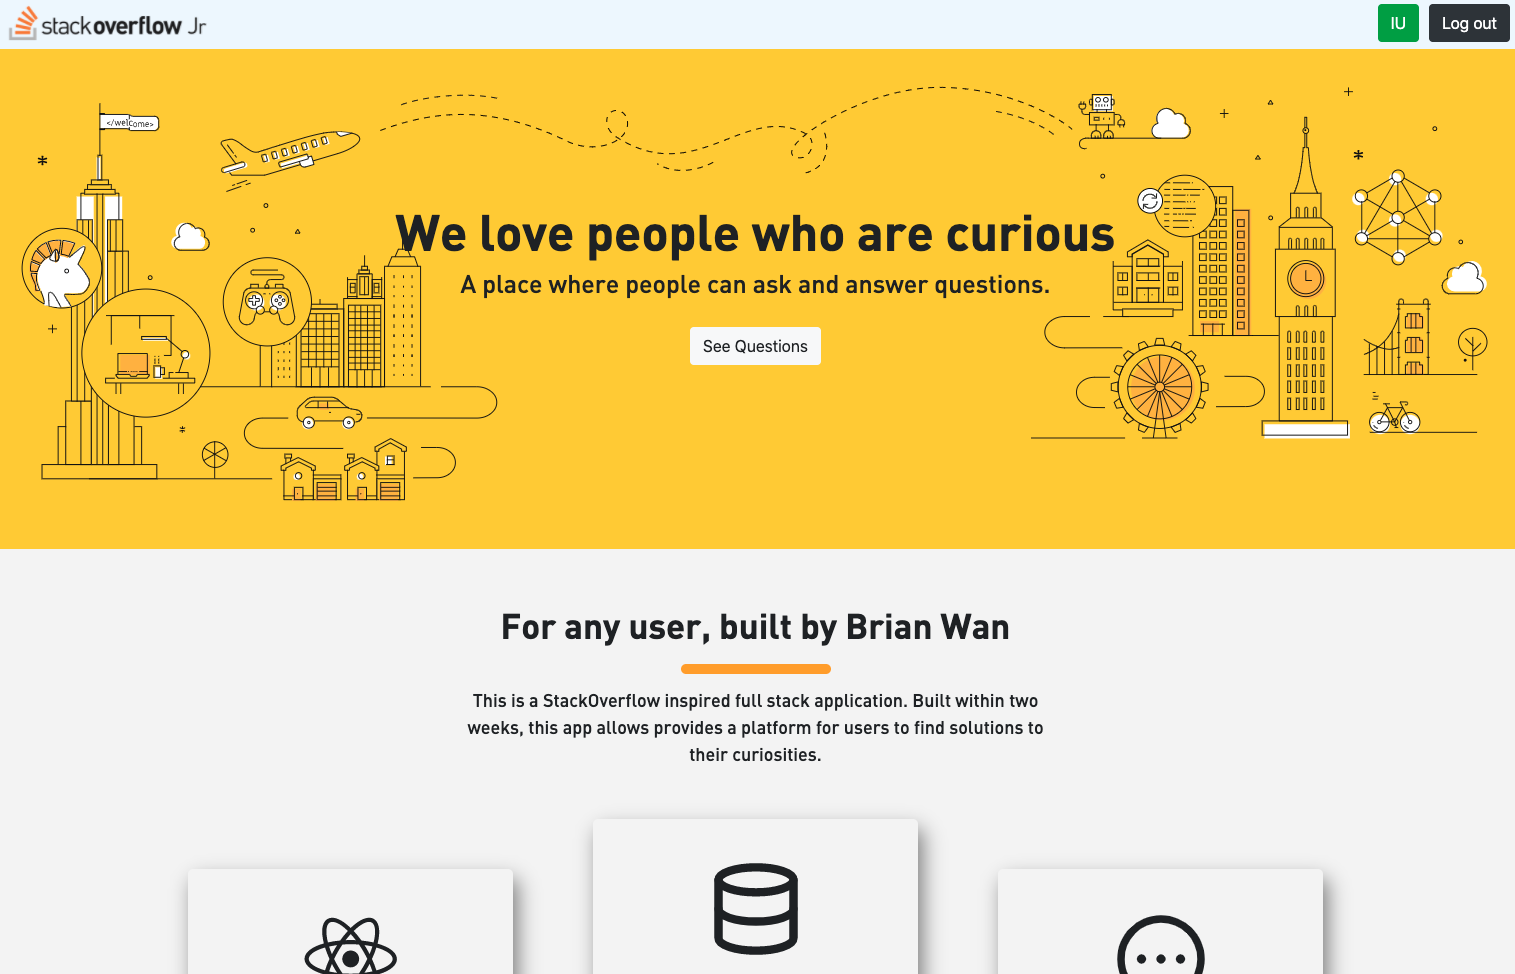 stackoverflow Jr
IU
Log out
</welcome>
We love people who are curious
A place where people can ask and answer questions.
See Questions
For any user, built by Brian Wan
This is a StackOverflow inspired full stack application. Built within two
weeks, this app allows provides a platform for users to find solutions to
their curiosities.